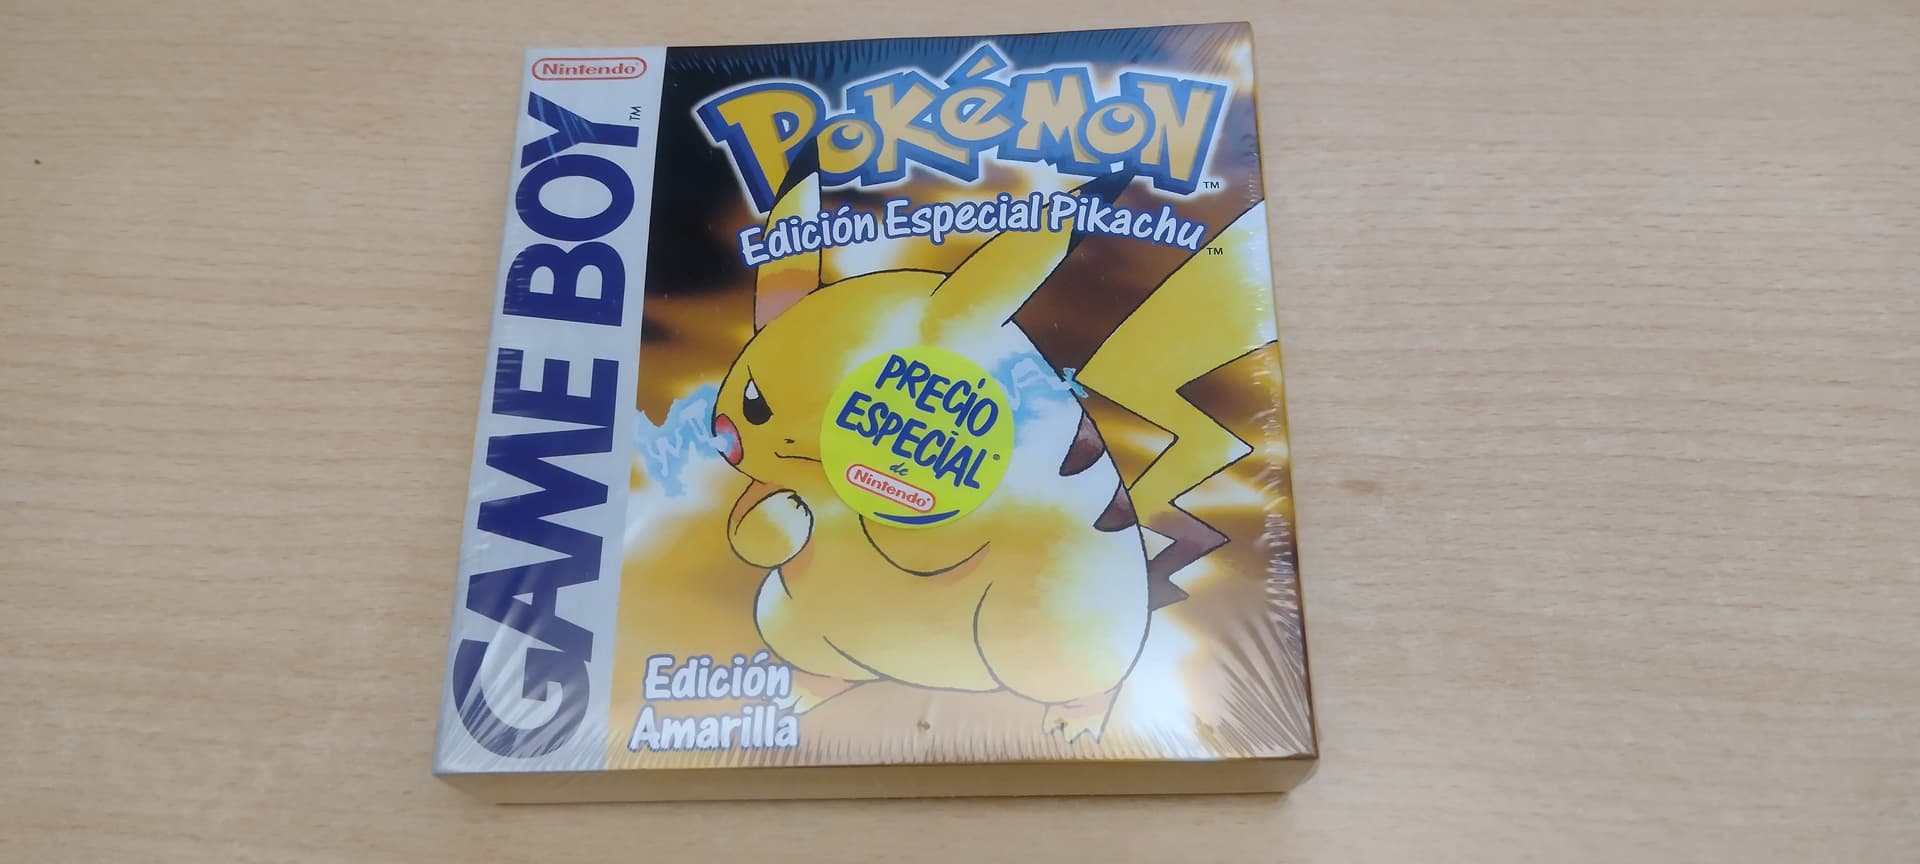 Nintendo®
GAME BOY™
POKéMON™
Edición Especial Pikachu™
PRECIO
ESPECIAL®
de
Nintendo®
Edición
Amarilla